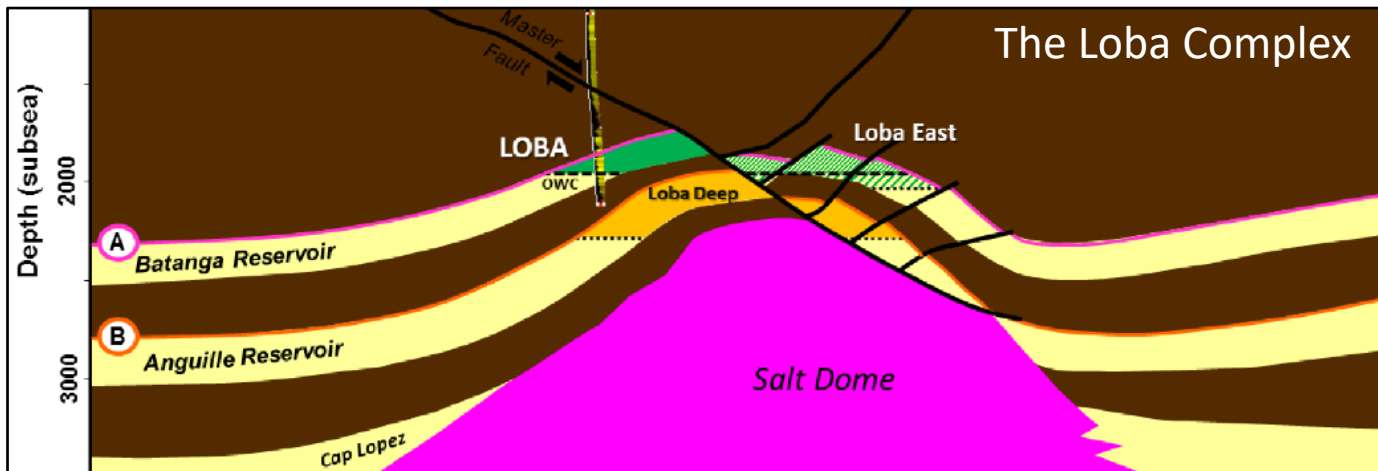 The Loba Complex
Master
Fault
Depth (subsea)
2000
3000
LOBA
Loba East
OWC
Loba Deep
A
Batanga Reservoir
B
Anguille Reservoir
Salt Dome
Cap Lopez